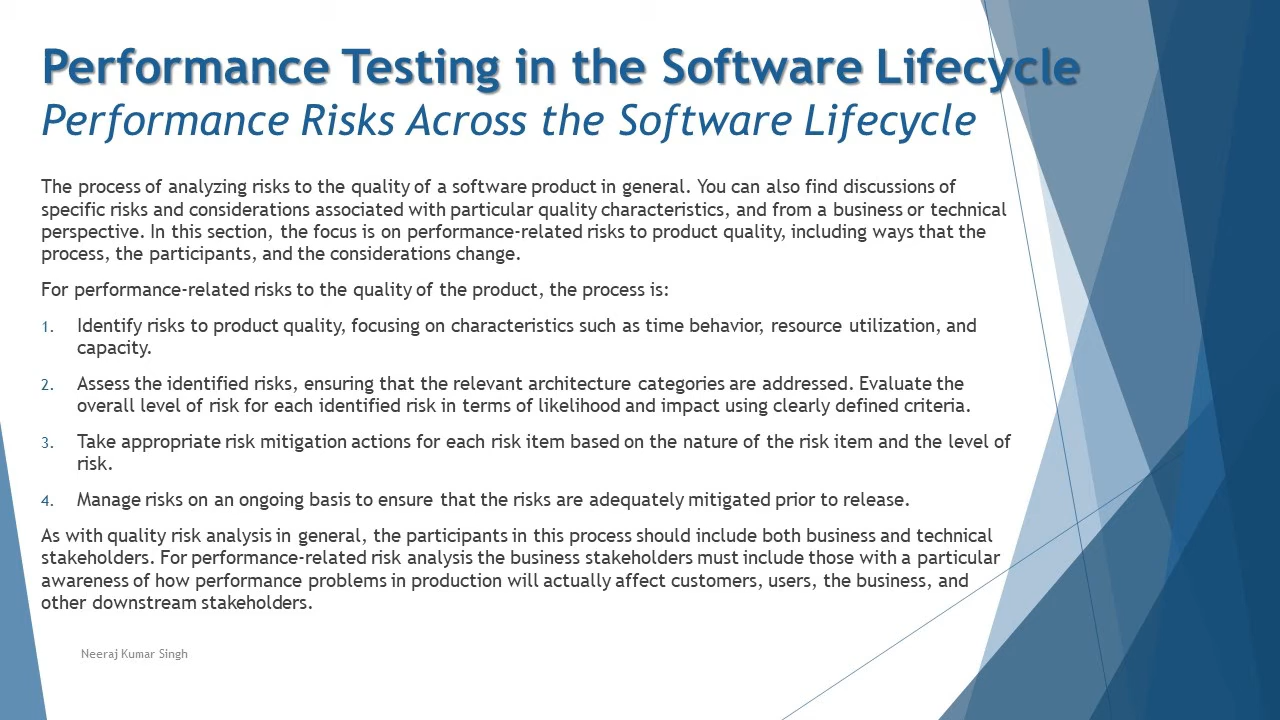 Performance Testing in the Software Lifecycle
Performance Risks Across the Software Lifecycle
The process of analyzing risks to the quality of a software product in general. You can also find discussions of
specific risks and considerations associated with particular quality characteristics, and from a business or technical
perspective. In this section, the focus is on performance-related risks to product quality, including ways that the
process, the participants, and the considerations change.
For performance-related risks to the quality of the product, the process is:
1. Identify risks to product quality, focusing on characteristics such as time behavior, resource utilization, and
capacity.
2. Assess the identified risks, ensuring that the relevant architecture categories are addressed. Evaluate the
overall level of risk for each identified risk in terms of likelihood and impact using clearly defined criteria.
3. Take appropriate risk mitigation actions for each risk item based on the nature of the risk item and the level of
risk.
4. Manage risks on an ongoing basis to ensure that the risks are adequately mitigated prior to release.
As with quality risk analysis in general, the participants in this process should include both business and technical
stakeholders. For performance-related risk analysis the business stakeholders must include those with a particular
awareness of how performance problems in production will actually affect customers, users, the business, and
other downstream stakeholders.
Neeraj Kumar Singh